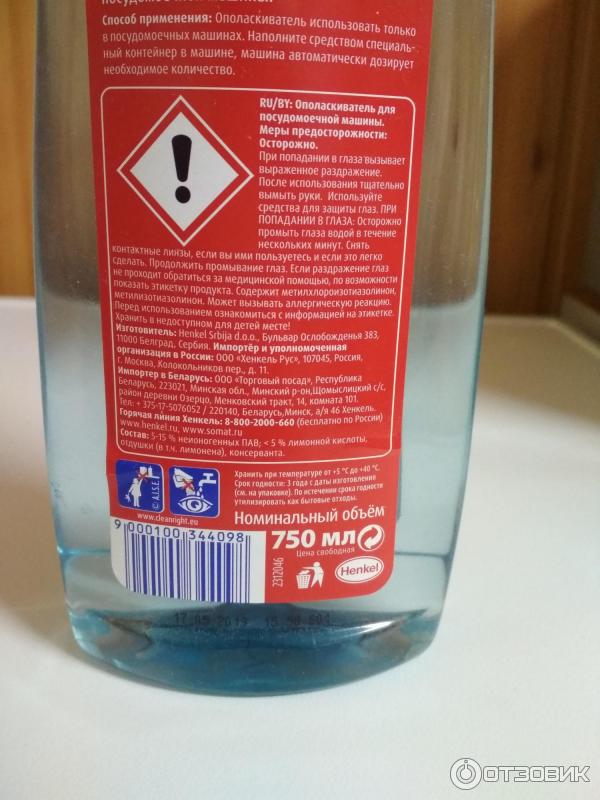 посудомоечной машиной.
Способ применения: Ополаскиватель использовать только
в посудомоечных машинах. Наполните средством специаль-
ный контейнер в машине, машина автоматически дозирует
необходимое количество.
RU/BY: Ополаскиватель для
посудомоечной машины.
Меры предосторожности:
Осторожно.
При попадании в глаза вызывает
выраженное раздражение.
После использования тщательно
вымыть руки. Используйте
средства для защиты глаз. ПРИ
ПОПАДАНИИ В ГЛАЗА: Осторожно
промыть глаза водой в течение
нескольких минут. Снять
контактные линзы, если вы ими пользуетесь и если это легко
сделать. Продолжить промывание глаз. Если раздражение глаз
не проходит обратиться за медицинской помощью, по возможности
показать этикетку продукта. Содержит метилхлороизотиазолинон,
метилизотиазолинон. Может вызывать аллергическую реакцию.
Перед использованием ознакомиться с информацией на этикетке.
Хранить в недоступном для детей месте!
Изготовитель: Henkel Srbija d.o.o., Бульвар Ослобожденья 383,
11000 Белград, Сербия. Импортёр и уполномоченная
организация в России: ООО «Хенкель Рус», 107045, Россия,
г. Москва, Колокольников пер., д. 11.
Импортер в Беларусь: ООО "Торговый посад", Республика
Беларусь, 223021, Минская обл., Минский р-он,Щомыслицкий с/с,
район деревни Озерцо, Меньковский тракт, 14, комната 101.
Тел.: + 375-17-5076052 / 220140, Беларусь,Минск, а/я 46 Хенкель.
Горячая линия Хенкель: 8-800-2000-660 (бесплатно по России)
www.henkel.ru, www.somat.ru
Состав: 5-15 % неионогенных ПАВ; < 5 % лимонной кислоты,
отдушки (в т.ч. лимонена), консерванта.
© A.I.S.E.
www.cleanright.eu
Хранить при температуре от +5 °С до +40 °С.
Срок годности: 3 года с даты изготовления
(см. на упаковке). По истечении срока годности
утилизировать как бытовые отходы.
Номинальный объём
750 мл
Цена свободная
9 000100 344098
2312046
Henkel
17.05.2019
ОТЗОВИК